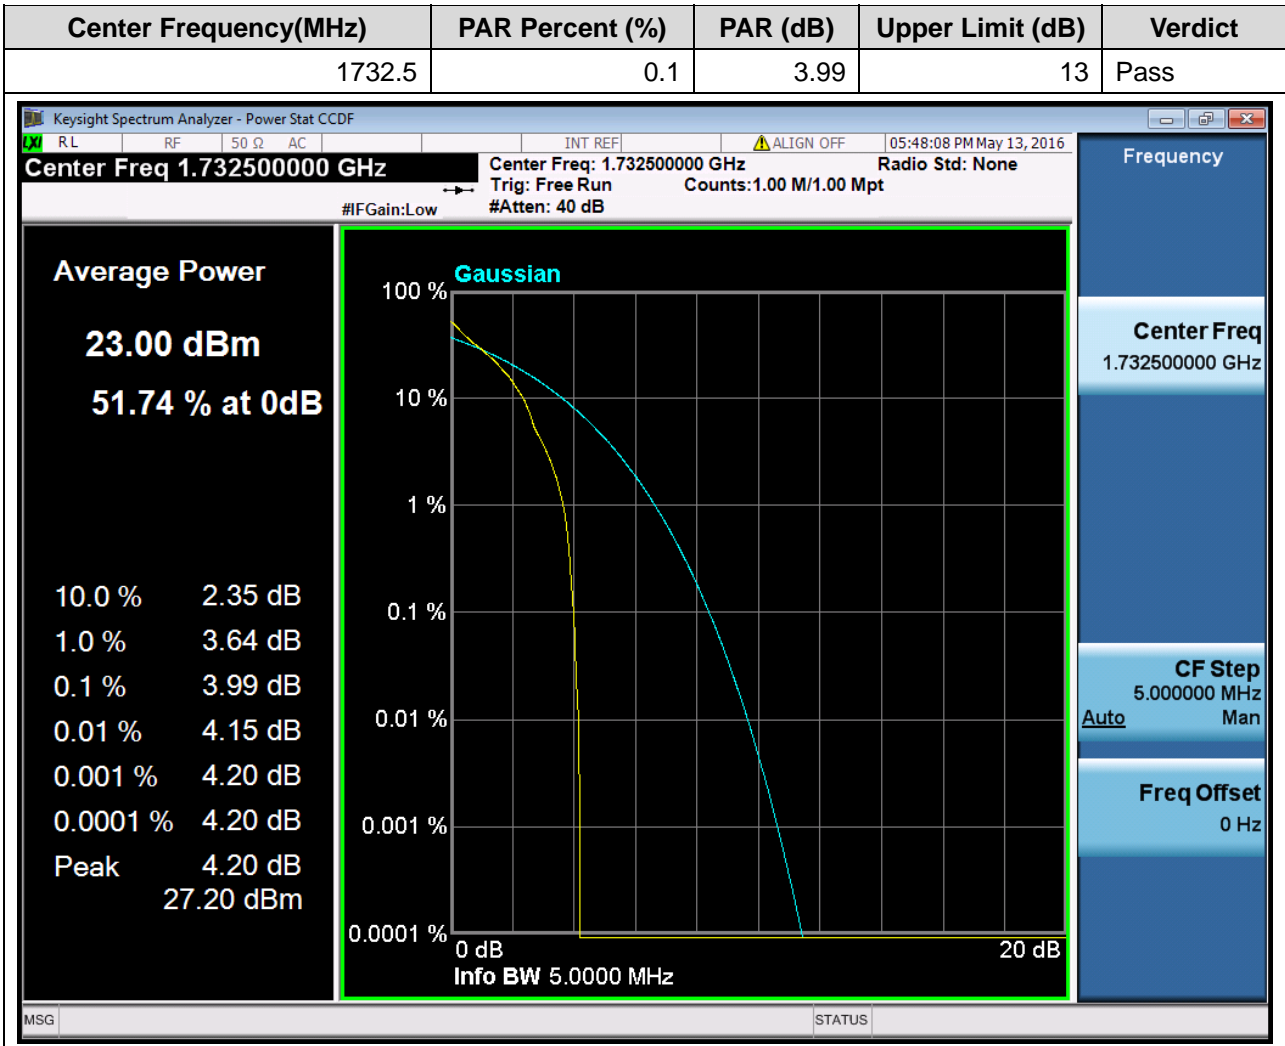 Center Frequency(MHz) PAR Percent (%) PAR (dB) Upper Limit (dB) Verdict
1732.5 0.1 3.99 13 Pass
Keysight Spectrum Analyzer - Power Stat CCDF
LXI RL RF 50 Ω AC INT REF ALIGN OFF 05:48:08 PM May 13, 2016
Center Freq 1.732500000 GHz
Center Freq: 1.732500000 GHz Radio Std: None
Trig: Free Run Counts:1.00 M/1.00 Mpt
#IFGain:Low #Atten: 40 dB
Frequency
Average Power
23.00 dBm
51.74 % at 0dB
10.0 % 2.35 dB
1.0 % 3.64 dB
0.1 % 3.99 dB
0.01 % 4.15 dB
0.001 % 4.20 dB
0.0001 % 4.20 dB
Peak 4.20 dB
27.20 dBm
Gaussian
100 %
10 %
1 %
0.1 %
0.01 %
0.001 %
0.0001 %
0 dB 20 dB
Info BW 5.0000 MHz
Center Freq
1.732500000 GHz
CF Step
5.000000 MHz
Auto Man
Freq Offset
0 Hz
MSG STATUS